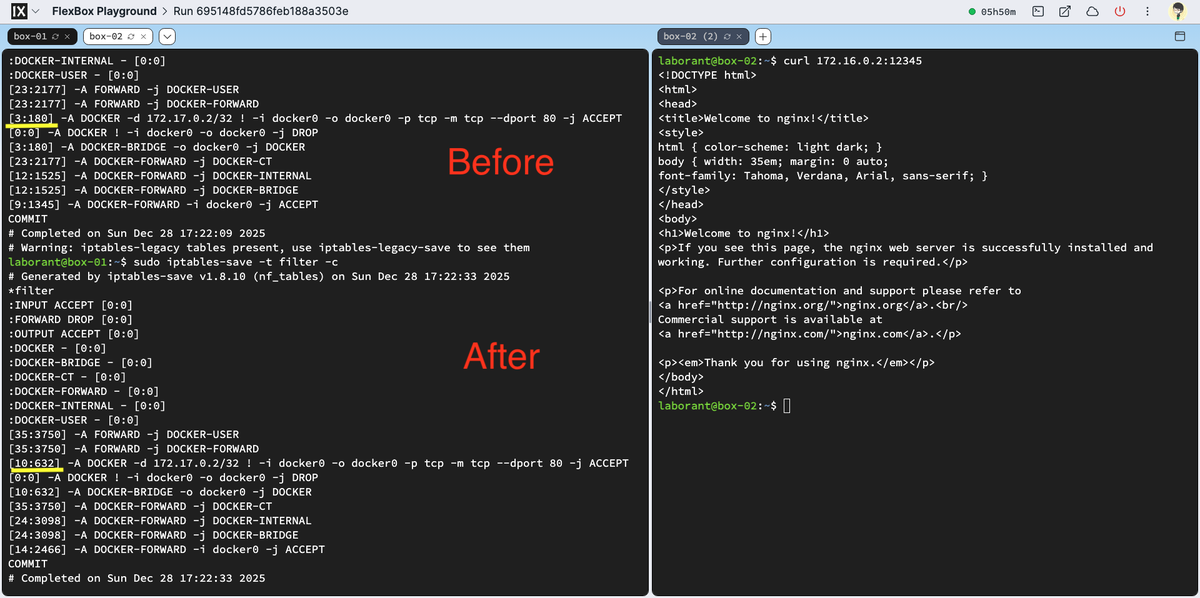 IX FlexBox Playground > Run 695148fd5786feb188a3503e 05h50m
box-01 box-02 box-02 (2)
:DOCKER-INTERNAL - [0:0]
:DOCKER-USER - [0:0]
[23:2177] -A FORWARD -j DOCKER-USER
[23:2177] -A FORWARD -j DOCKER-FORWARD
[3:180] -A DOCKER -d 172.17.0.2/32 ! -i docker0 -o docker0 -p tcp -m tcp --dport 80 -j ACCEPT
[0:0] -A DOCKER ! -i docker0 -o docker0 -j DROP
[3:180] -A DOCKER-BRIDGE -o docker0 -j DOCKER
[23:2177] -A DOCKER-FORWARD -j DOCKER-CT
[12:1525] -A DOCKER-FORWARD -j DOCKER-INTERNAL
[12:1525] -A DOCKER-FORWARD -j DOCKER-BRIDGE
[9:1345] -A DOCKER-FORWARD -i docker0 -j ACCEPT
COMMIT
# Completed on Sun Dec 28 17:22:09 2025
# Warning: iptables-legacy tables present, use iptables-legacy-save to see them
laborant@box-01:~$ sudo iptables-save -t filter -c
# Generated by iptables-save v1.8.10 (nf_tables) on Sun Dec 28 17:22:33 2025
*filter
:INPUT ACCEPT [0:0]
:FORWARD DROP [0:0]
:OUTPUT ACCEPT [0:0]
:DOCKER - [0:0]
:DOCKER-BRIDGE - [0:0]
:DOCKER-CT - [0:0]
:DOCKER-FORWARD - [0:0]
:DOCKER-INTERNAL - [0:0]
:DOCKER-USER - [0:0]
[35:3750] -A FORWARD -j DOCKER-USER
[35:3750] -A FORWARD -j DOCKER-FORWARD
[10:632] -A DOCKER -d 172.17.0.2/32 ! -i docker0 -o docker0 -p tcp -m tcp --dport 80 -j ACCEPT
[0:0] -A DOCKER ! -i docker0 -o docker0 -j DROP
[10:632] -A DOCKER-BRIDGE -o docker0 -j DOCKER
[35:3750] -A DOCKER-FORWARD -j DOCKER-CT
[24:3098] -A DOCKER-FORWARD -j DOCKER-INTERNAL
[24:3098] -A DOCKER-FORWARD -j DOCKER-BRIDGE
[14:2466] -A DOCKER-FORWARD -i docker0 -j ACCEPT
COMMIT
# Completed on Sun Dec 28 17:22:33 2025
Before
After
laborant@box-02:~$ curl 172.16.0.2:12345
<!DOCTYPE html>
<html>
<head>
<title>Welcome to nginx!</title>
<style>
html { color-scheme: light dark; }
body { width: 35em; margin: 0 auto;
font-family: Tahoma, Verdana, Arial, sans-serif; }
</style>
</head>
<body>
<h1>Welcome to nginx!</h1>
<p>If you see this page, the nginx web server is successfully installed and
working. Further configuration is required.</p>
<p>For online documentation and support please refer to
<a href="http://nginx.org/">nginx.org</a>.<br/>
Commercial support is available at
<a href="http://nginx.com/">nginx.com</a>.</p>
<p><em>Thank you for using nginx.</em></p>
</body>
</html>
laborant@box-02:~$